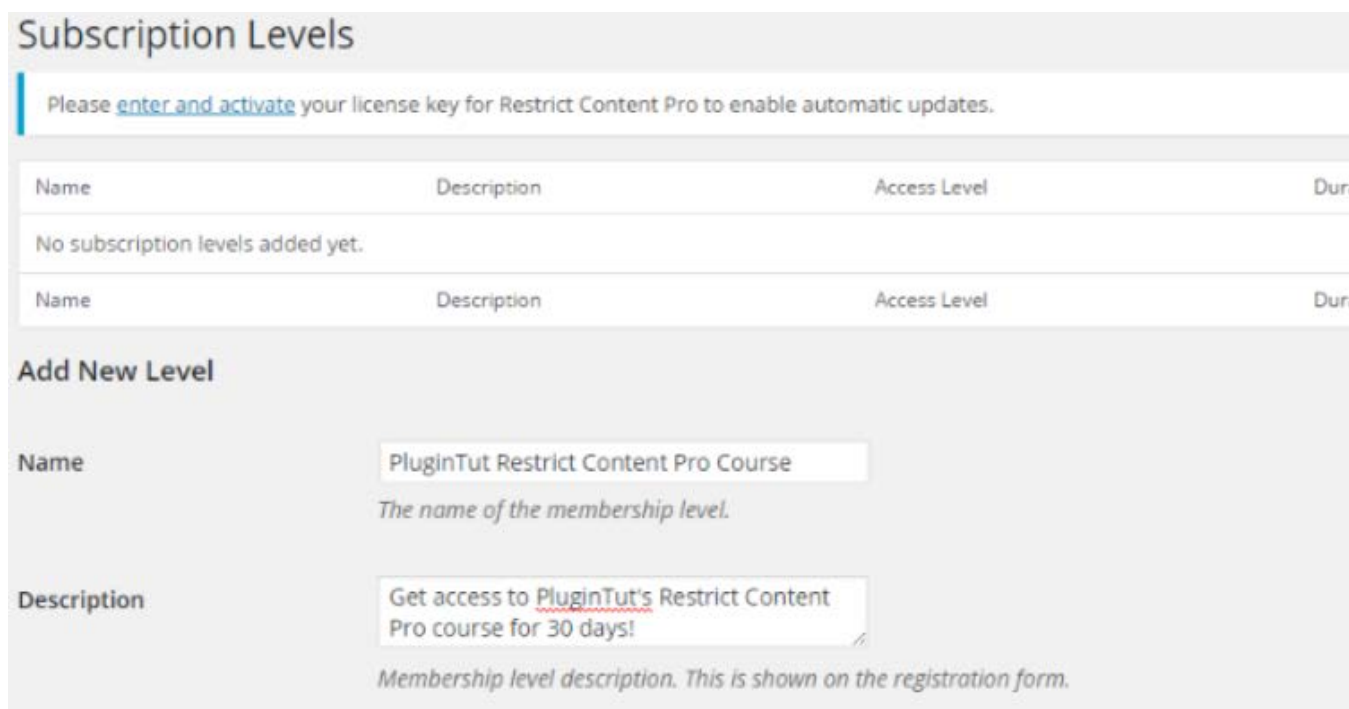 Subscription Levels
Please enter and activate your license key for Restrict Content Pro to enable automatic updates.
Name Description Access Level
No subscription levels added yet.
Name Description Access Level
Add New Level
Name PluginTut Restrict Content Pro Course
The name of the membership level.
Description Get access to PluginTut's Restrict Content
Pro course for 30 days!
Membership level description. This is shown on the registration form.